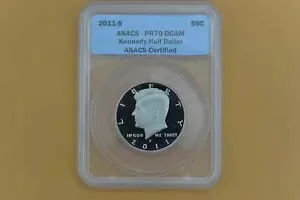 2011-S 50C
ANACS - PR70 DCAM
Kennedy Half Dollar
ANACS Certified
LIBERTY
IN GOD WE TRUST
S
2011